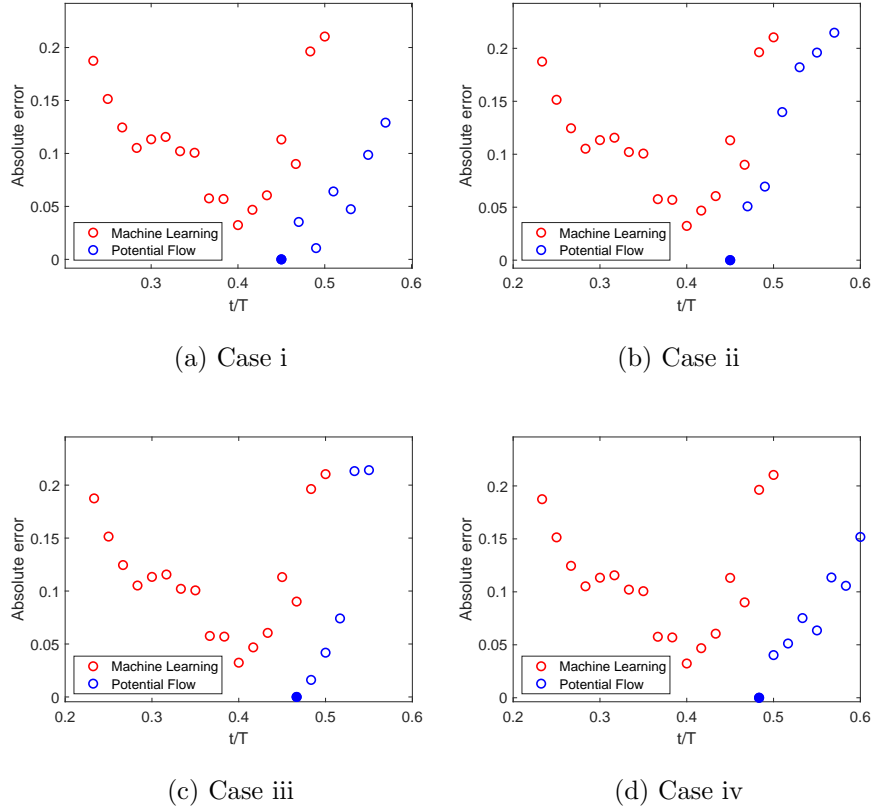 0.2
0.15
0.1
0.05
0
Absolute error
Machine Learning
Potential Flow
0.3 0.4 0.5 0.6
t/T
(a) Case i
0.2
0.15
0.1
0.05
0
Absolute error
Machine Learning
Potential Flow
0.2 0.3 0.4 0.5 0.6
t/T
(b) Case ii
0.2
0.15
0.1
0.05
0
Absolute error
Machine Learning
Potential Flow
0.2 0.3 0.4 0.5 0.6
t/T
(c) Case iii
0.2
0.15
0.1
0.05
0
Absolute error
Machine Learning
Potential Flow
0.2 0.3 0.4 0.5 0.6
t/T
(d) Case iv